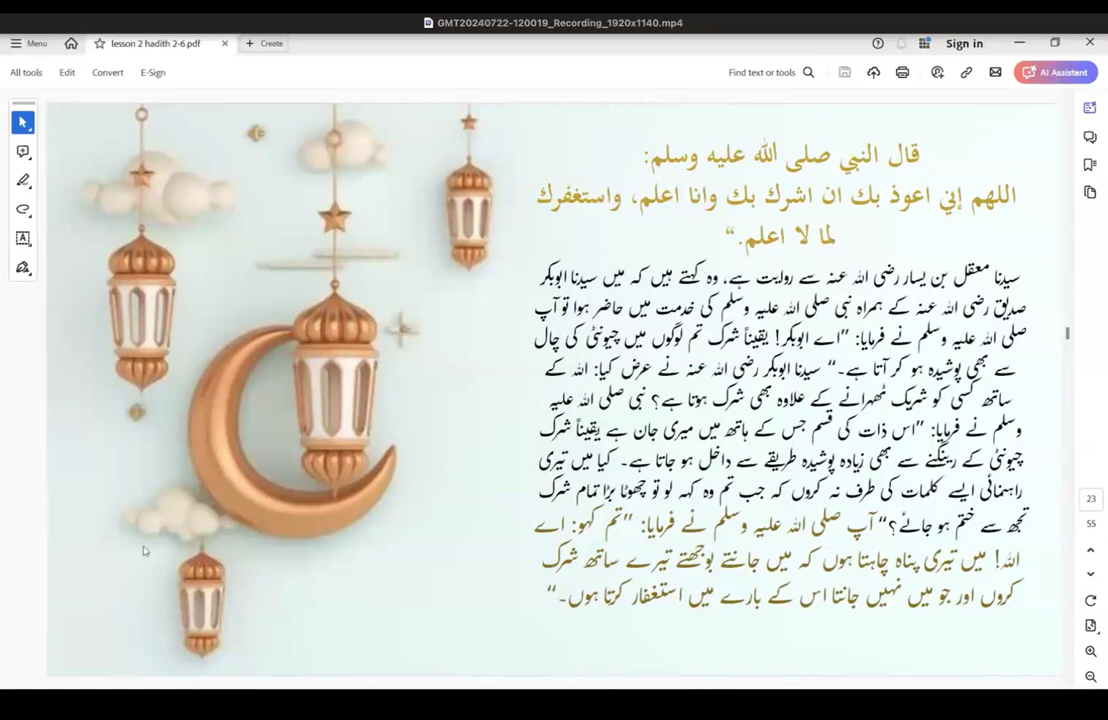 GMT20240722-120019_Recording_1920x1140.mp4
Menu
lesson 2 hadith 2-6.pdf
Create
Sign in
All tools
Edit
Convert
E-Sign
Find text or tools
AI Assistant
قال النبي صلى الله عليه وسلم:
اللهم إني اعوذ بك ان اشرك بك وانا اعلم، واستغفرك
لما لا اعلم.“
سیدنا معقل بن یسار رضی اللہ عنہ سے روایت ہے، وہ کہتے ہیں کہ میں سیدنا ابوبکر
صدیق رضی اللہ عنہ کے ہمراہ نبی صلی اللہ علیہ وسلم کی خدمت میں حاضر ہوا تو آپ
صلی اللہ علیہ وسلم نے فرمایا: ”اے ابوبکر! یقیناً شرک تم لوگوں میں چیونٹی کی چال
سے بھی پوشیدہ ہو کر آتا ہے۔“ سیدنا ابوبکر رضی اللہ عنہ نے عرض کیا: اللہ کے
ساتھ کسی کو شریک ٹھہرانے کے علاوہ بھی شرک ہوتا ہے؟ نبی صلی اللہ علیہ
وسلم نے فرمایا: ”اس ذات کی قسم جس کے ہاتھ میں میری جان ہے یقیناً شرک
چیونٹی کے رینگنے سے بھی زیادہ پوشیدہ طریقے سے داخل ہو جاتا ہے۔ کیا میں تیری
راہنمائی ایسے کلمات کی طرف نہ کروں کہ جب تم وہ کہہ لو تو چھوٹا بڑا تمام شرک
تجھ سے ختم ہو جائے؟“ آپ صلی اللہ علیہ وسلم نے فرمایا: ”تم کہو: اے
اللہ! میں تیری پناہ چاہتا ہوں کہ میں جانتے بوجھتے تیرے ساتھ شرک
کروں اور جو میں نہیں جانتا اس کے بارے میں استغفار کرتا ہوں۔“
23
55